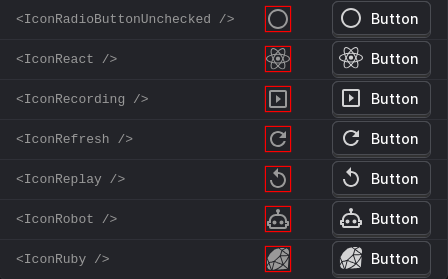 <IconRadioButtonUnchecked /> Button
<IconReact /> Button
<IconRecording /> Button
<IconRefresh /> Button
<IconReplay /> Button
<IconRobot /> Button
<IconRuby /> Button